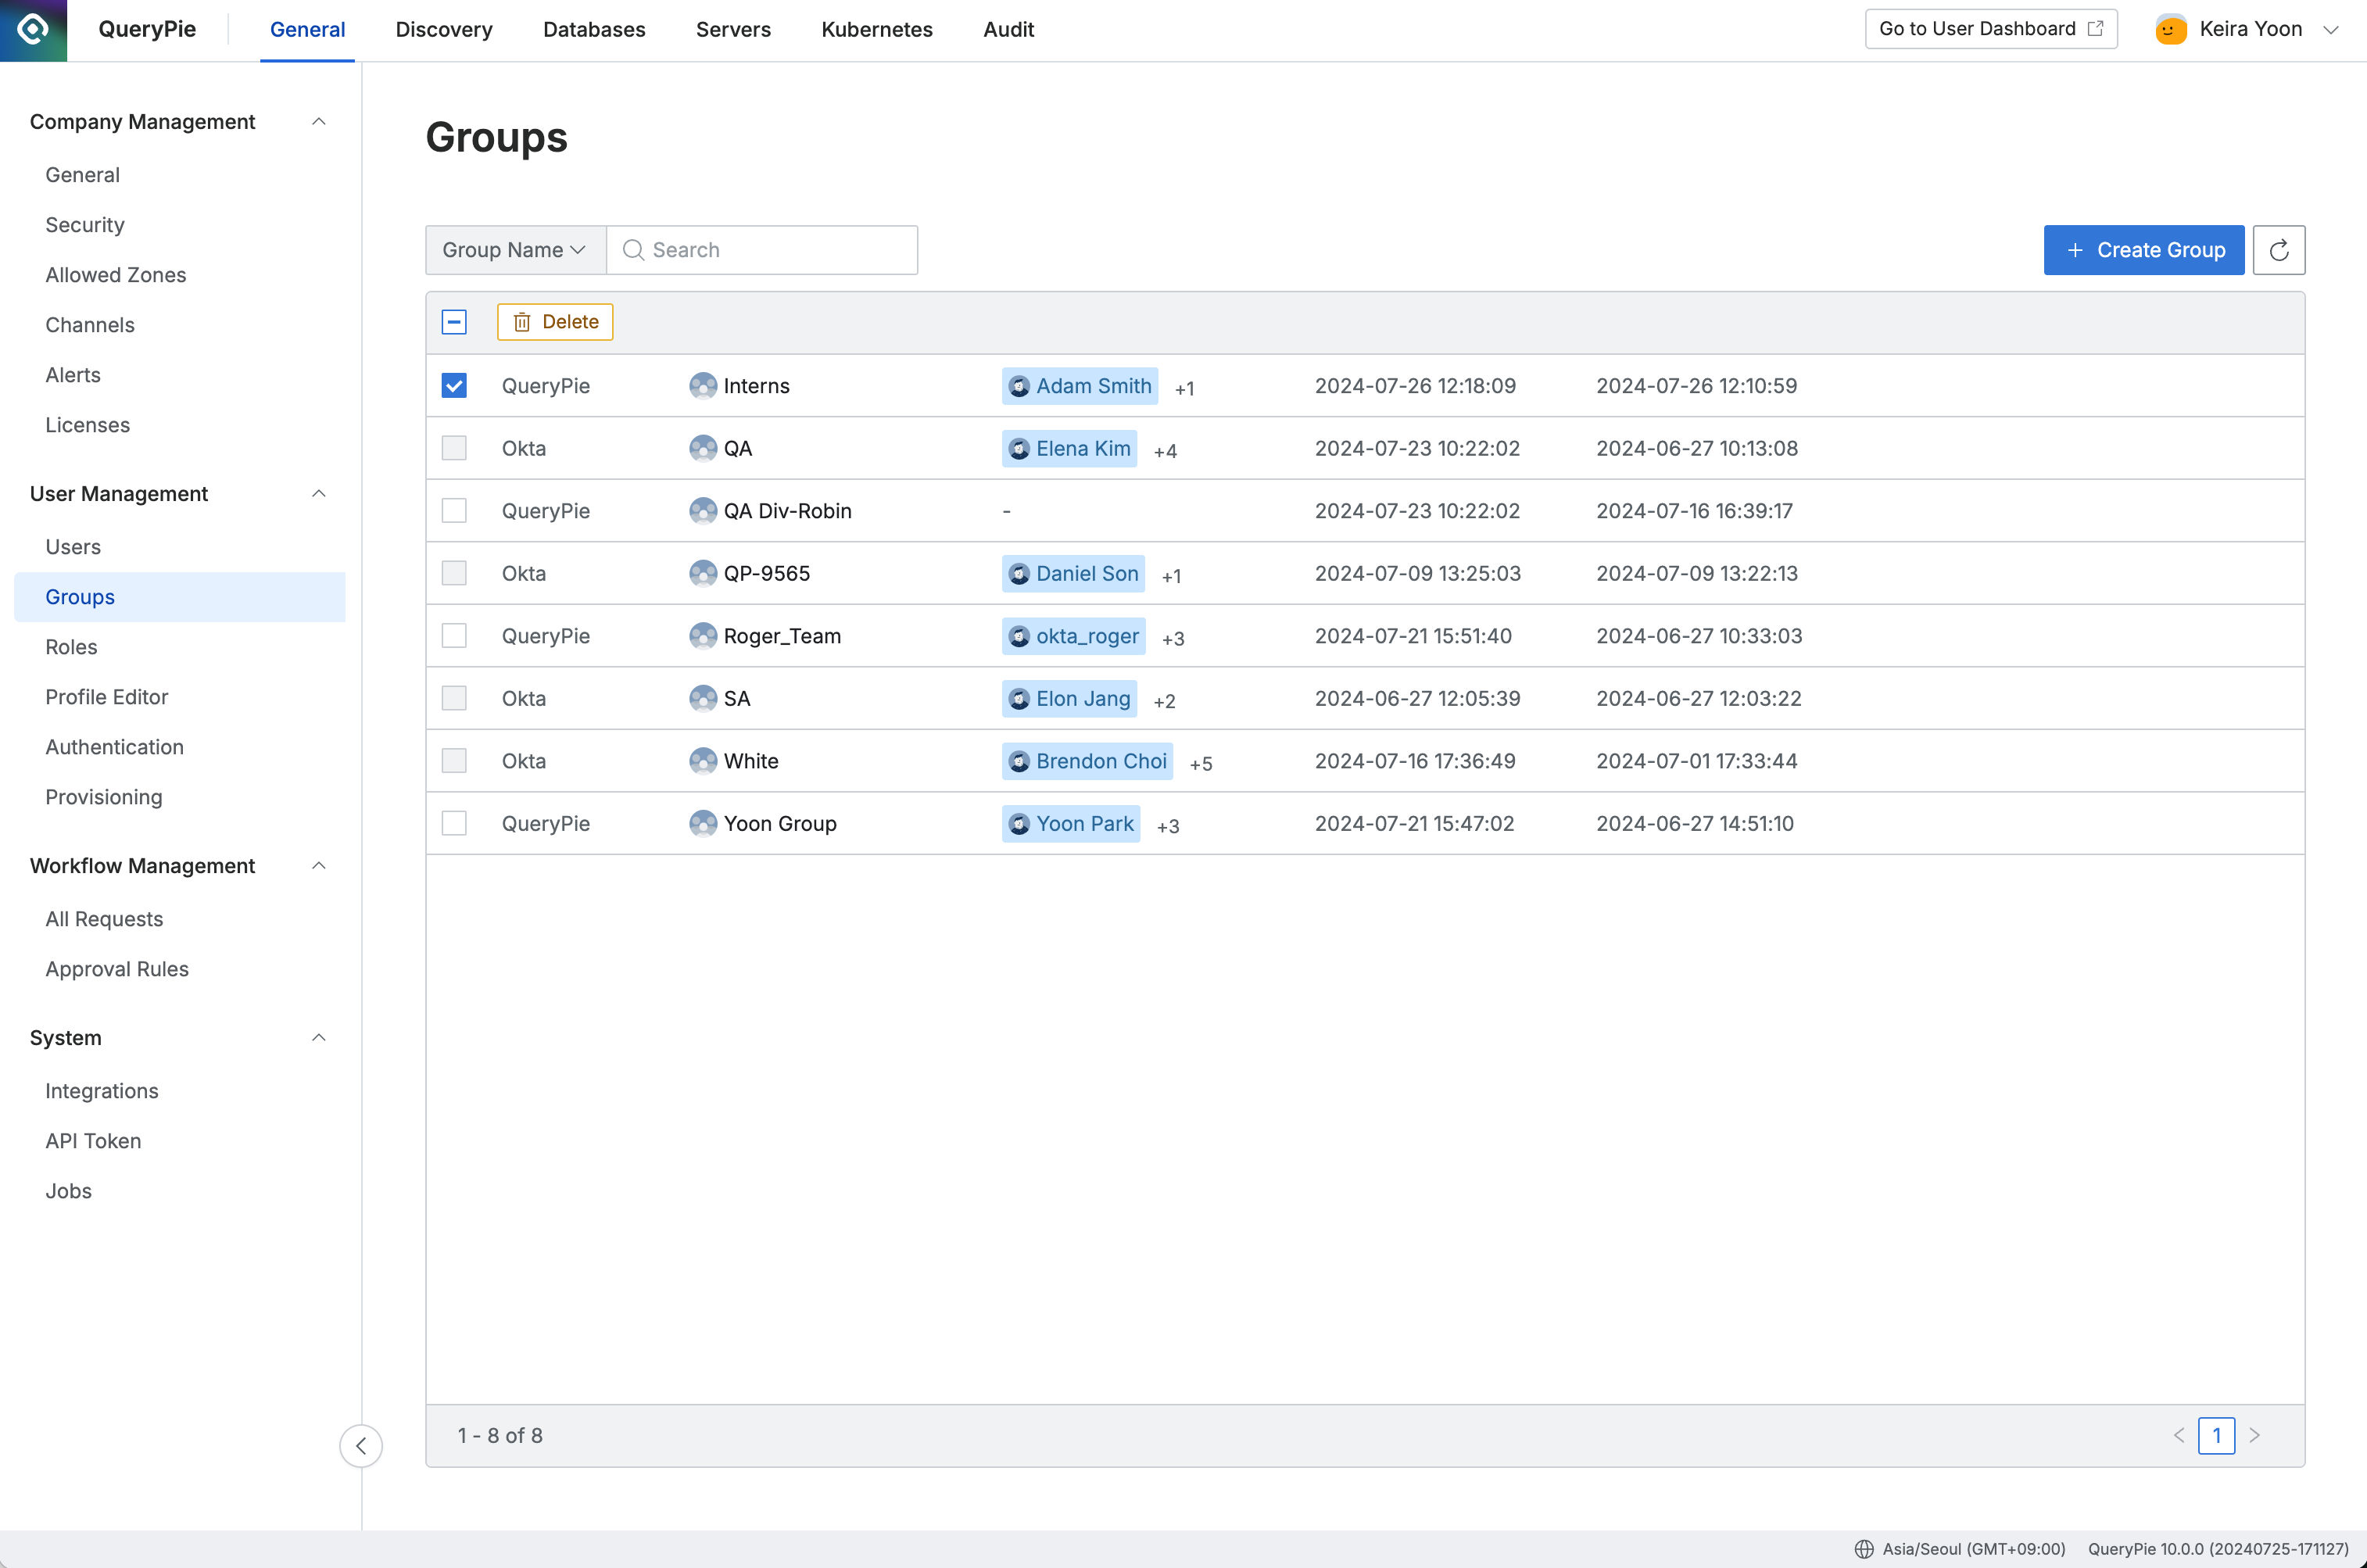 QueryPie General Discovery Databases Servers Kubernetes Audit Go to User Dashboard Keira Yoon
Company Management
General
Security
Allowed Zones
Channels
Alerts
Licenses
User Management
Users
Groups
Roles
Profile Editor
Authentication
Provisioning
Workflow Management
All Requests
Approval Rules
System
Integrations
API Token
Jobs
Groups
Group Name Search Create Group
Delete
QueryPie Interns Adam Smith +1 2024-07-26 12:18:09 2024-07-26 12:10:59
Okta QA Elena Kim +4 2024-07-23 10:22:02 2024-06-27 10:13:08
QueryPie QA Div-Robin - 2024-07-23 10:22:02 2024-07-16 16:39:17
Okta QP-9565 Daniel Son +1 2024-07-09 13:25:03 2024-07-09 13:22:13
QueryPie Roger_Team okta_roger +3 2024-07-21 15:51:40 2024-06-27 10:33:03
Okta SA Elon Jang +2 2024-06-27 12:05:39 2024-06-27 12:03:22
Okta White Brendon Choi +5 2024-07-16 17:36:49 2024-07-01 17:33:44
QueryPie Yoon Group Yoon Park +3 2024-07-21 15:47:02 2024-06-27 14:51:10
1 - 8 of 8 1
Asia/Seoul (GMT+09:00) QueryPie 10.0.0 (20240725-171127)